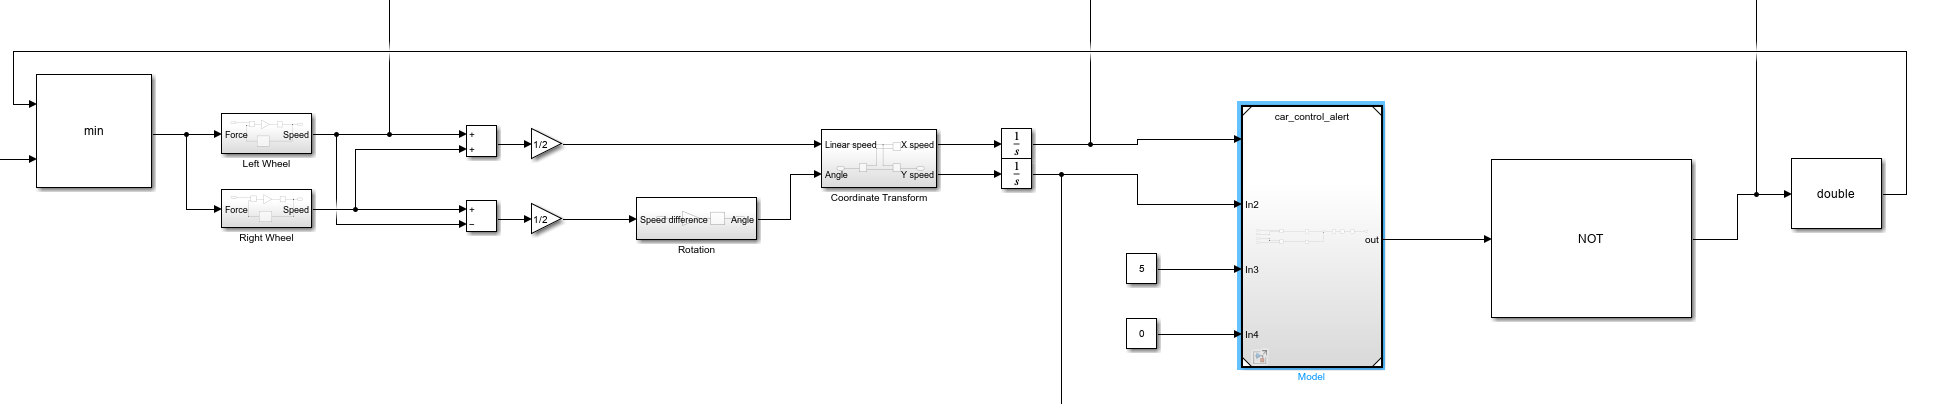 min
Force
Speed
Left Wheel
Force
Speed
Right Wheel
+
+
+
−
1/2
1/2
Speed difference
Angle
Rotation
Linear speed
X speed
Angle
Y speed
Coordinate Transform
1
s
1
s
5
0
car_control_alert
In2
In3
In4
out
Model
NOT
double